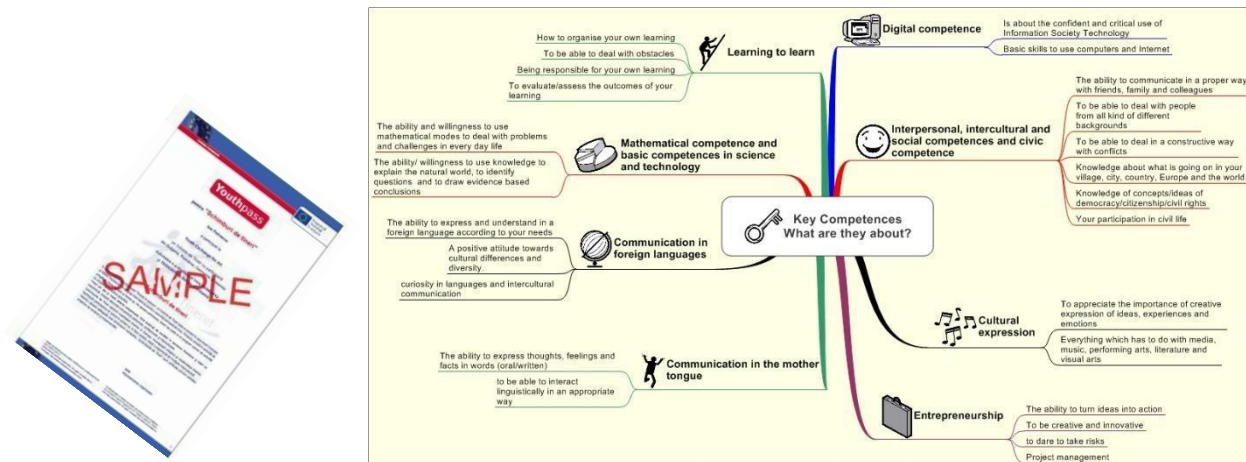 Youthpass
"Schimburi de tineri"
SAMPLE
How to organise your own learning
To be able to deal with obstacles
Being responsible for your own learning
To evaluate/assess the outcomes of your
learning
Learning to learn
The ability and willingness to use
mathematical modes to deal with problems
and challenges in every day life
The ability/ willingness to use knowledge to
explain the natural world, to identify
questions and to draw evidence based
conclusions
Mathematical competence and
basic competences in science
and technology
The ability to express and understand in a
foreign language according to your needs
A positive attitude towards
cultural differences and
diversity.
curiosity in languages and intercultural
communication
Communication in
foreign languages
The ability to express thoughts, feelings and
facts in words (oral/written)
to be able to interact
linguistically in an appropriate
way
Communication in the mother
tongue
Key Competences
What are they about?
Digital competence
Is about the confident and critical use of
Information Society Technology
Basic skills to use computers and Internet
Interpersonal, intercultural and
social competences and civic
competence
The ability to communicate in a proper way
with friends, family and colleagues
To be able to deal with people
from all kind of different
backgrounds
To be able to deal in a constructive way
with conflicts
Knowledge about what is going on in your
village, city, country, Europe and the world
Knowledge of concepts/ideas of
democracy/citizenship/civil rights
Your participation in civil life
Cultural
expression
To appreciate the importance of creative
expression of ideas, experiences and
emotions
Everything which has to do with media,
music, performing arts, literature and
visual arts
Entrepreneurship
The ability to turn ideas into action
To be creative and innovative
to dare to take risks
Project management